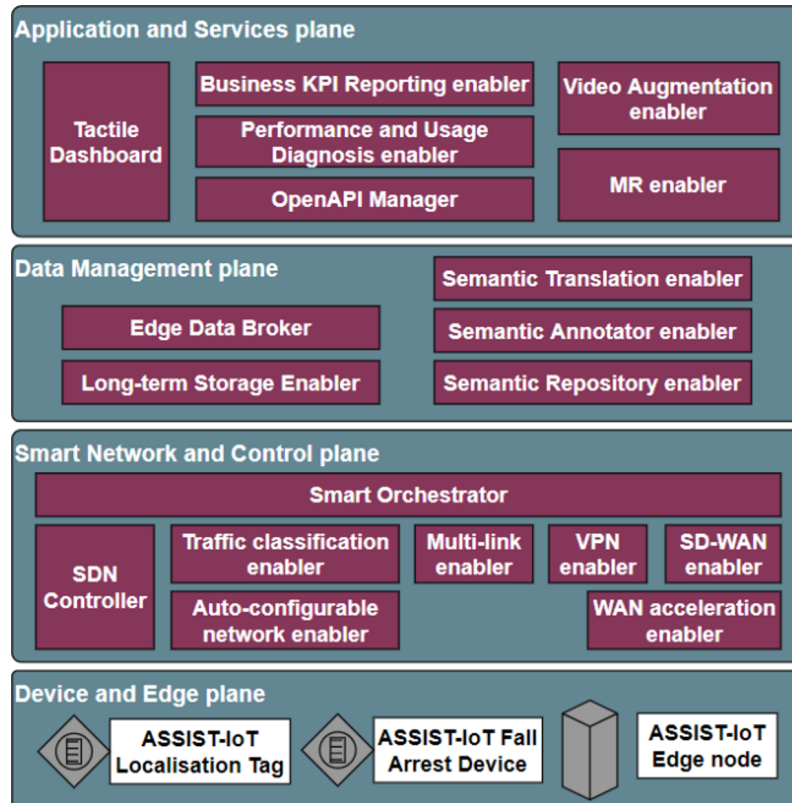 Application and Services plane
Tactile
Dashboard
Business KPI Reporting enabler
Performance and Usage
Diagnosis enabler
OpenAPI Manager
Video Augmentation
enabler
MR enabler
Data Management plane
Edge Data Broker
Long-term Storage Enabler
Semantic Translation enabler
Semantic Annotator enabler
Semantic Repository enabler
Smart Network and Control plane
Smart Orchestrator
SDN
Controller
Traffic classification
enabler
Multi-link
enabler
VPN
enabler
SD-WAN
enabler
Auto-configurable
network enabler
WAN acceleration
enabler
Device and Edge plane
ASSIST-IoT
Localisation Tag
ASSIST-IoT Fall
Arrest Device
ASSIST-IoT
Edge node